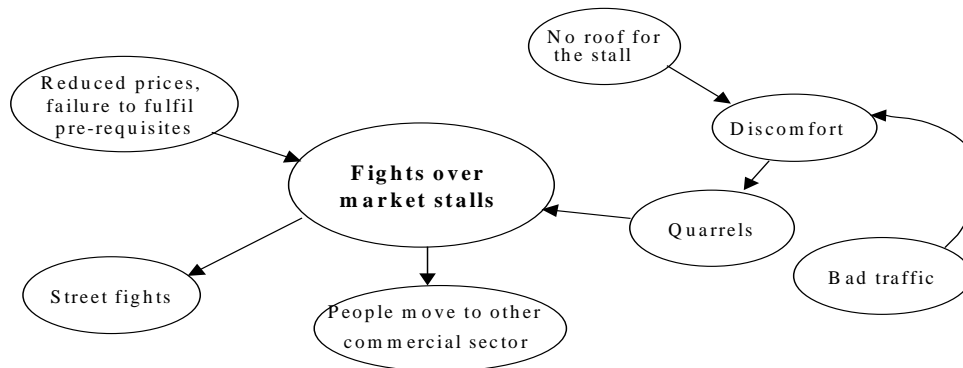 No roof for
the stall
Reduced prices,
failure to fulfil
pre-requisites
Discomfort
Fights over
market stalls
Quarrels
Bad traffic
Street fights
People move to other
commercial sector